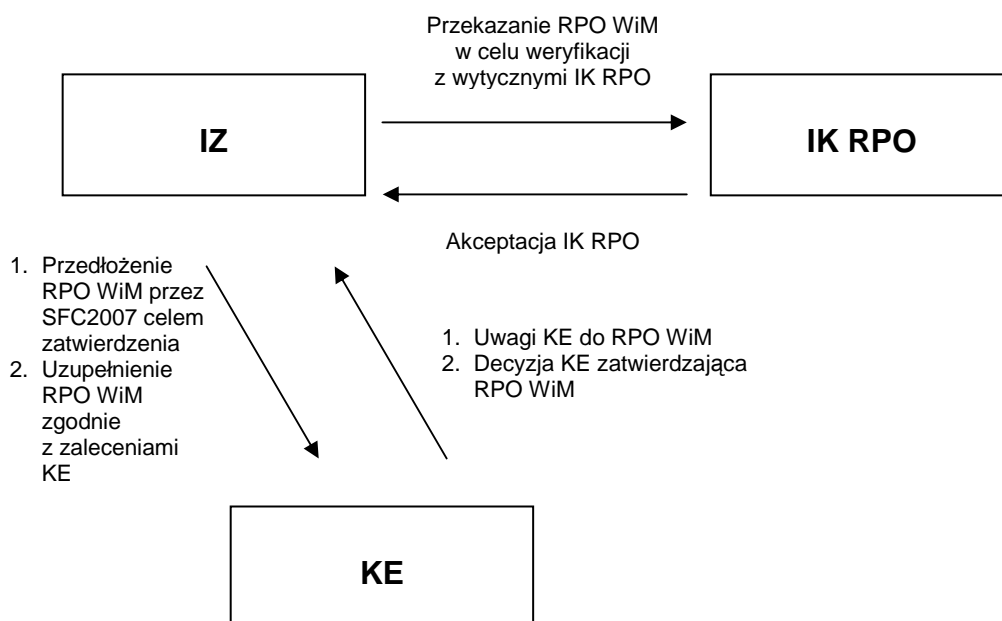 Przekazanie RPO WiM
w celu weryfikacji
z wytycznymi IK RPO
IZ
IK RPO
Akceptacja IK RPO
1. Przedłożenie
RPO WiM przez
SFC2007 celem
zatwierdzenia
2. Uzupełnienie
RPO WiM
zgodnie
z zaleceniami
KE
1. Uwagi KE do RPO WiM
2. Decyzja KE zatwierdzająca
RPO WiM
KE